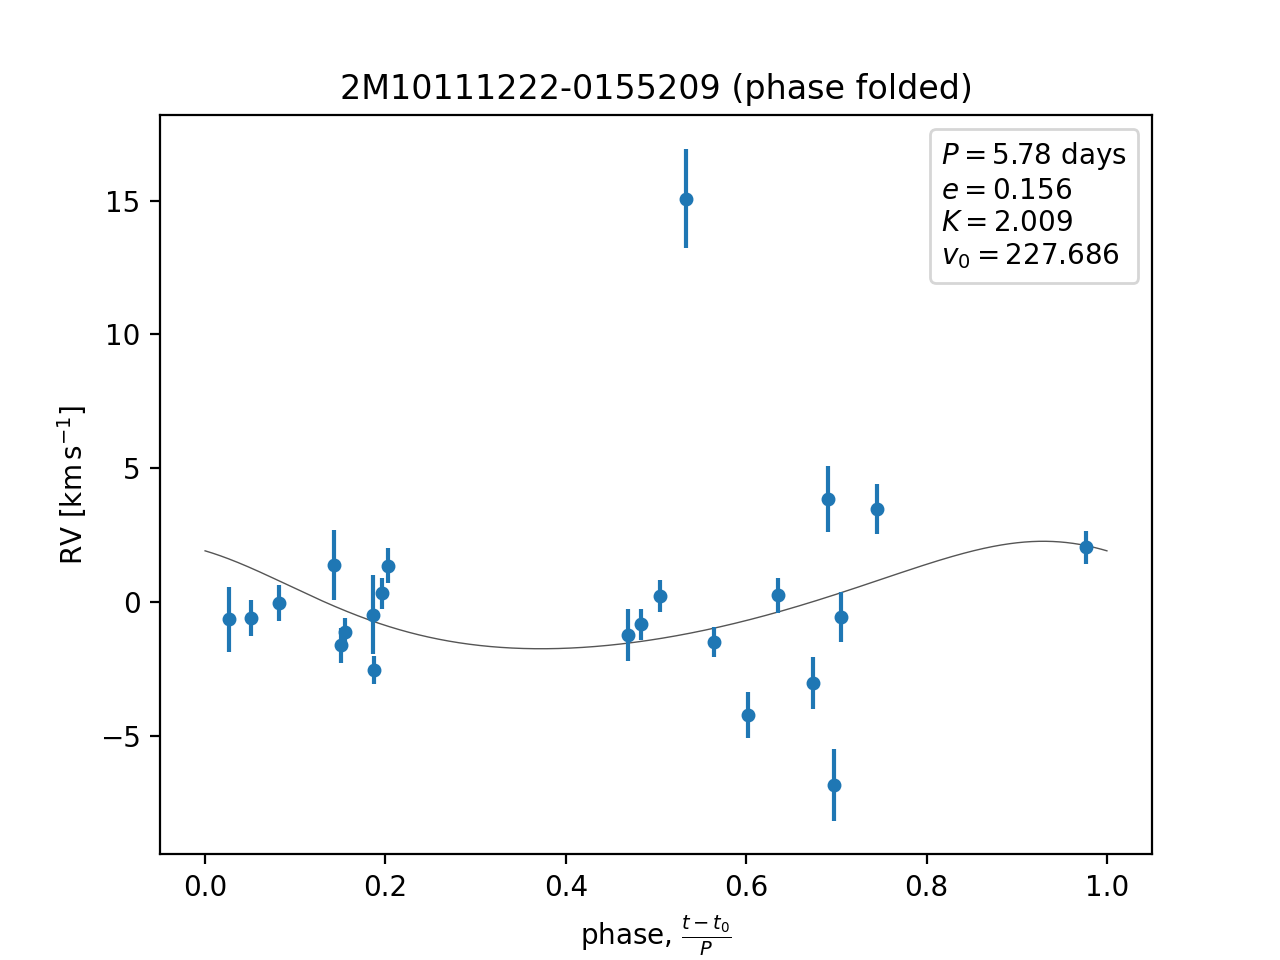 2M10111222-0155209 (phase folded)
P = 5.78 days
e = 0.156
K = 2.009
v₀ = 227.686
15
10
5
0
−5
RV [km s⁻¹]
0.0 0.2 0.4 0.6 0.8 1.0
phase, (t − t₀)/P